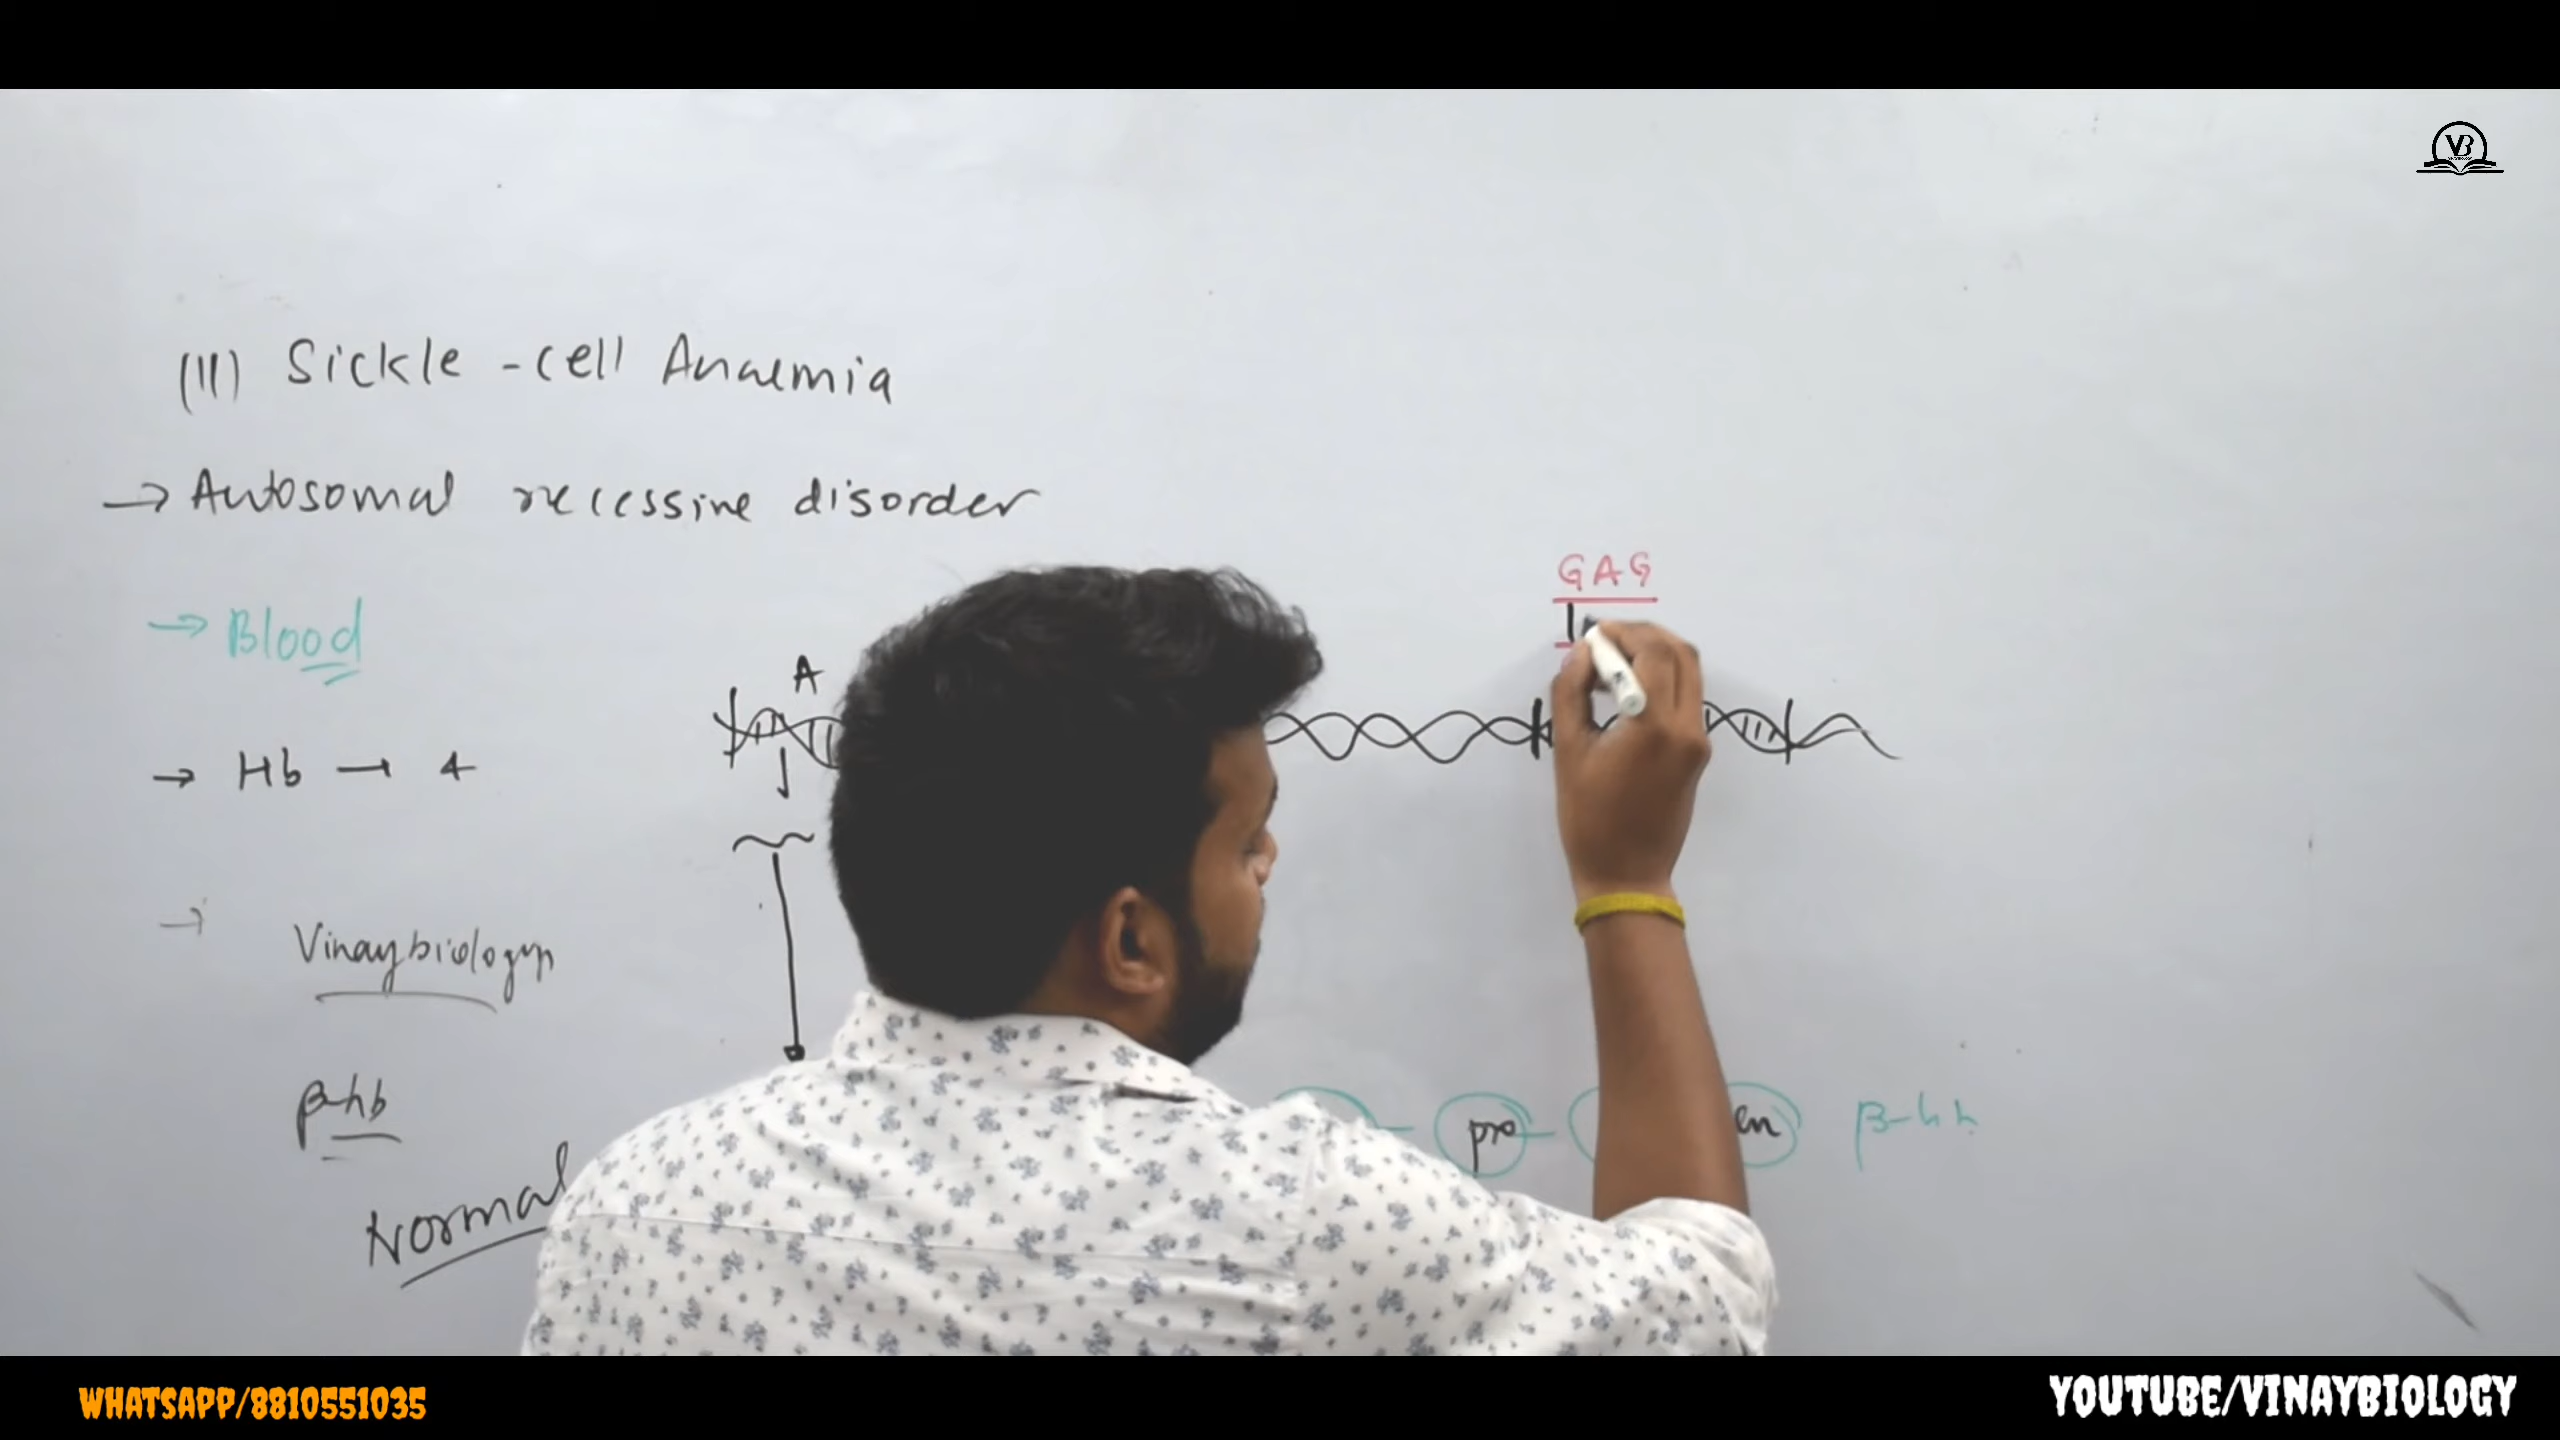 VB
(II) Sickle-cell Anaemia
→ Autosomal recessive disorder
GAG
→ Blood
A
→ Hb → 4
→ Vinaybiology
β-hb
pro
β-hb
Normal
WHATSAPP/8810551035
YOUTUBE/VINAYBIOLOGY